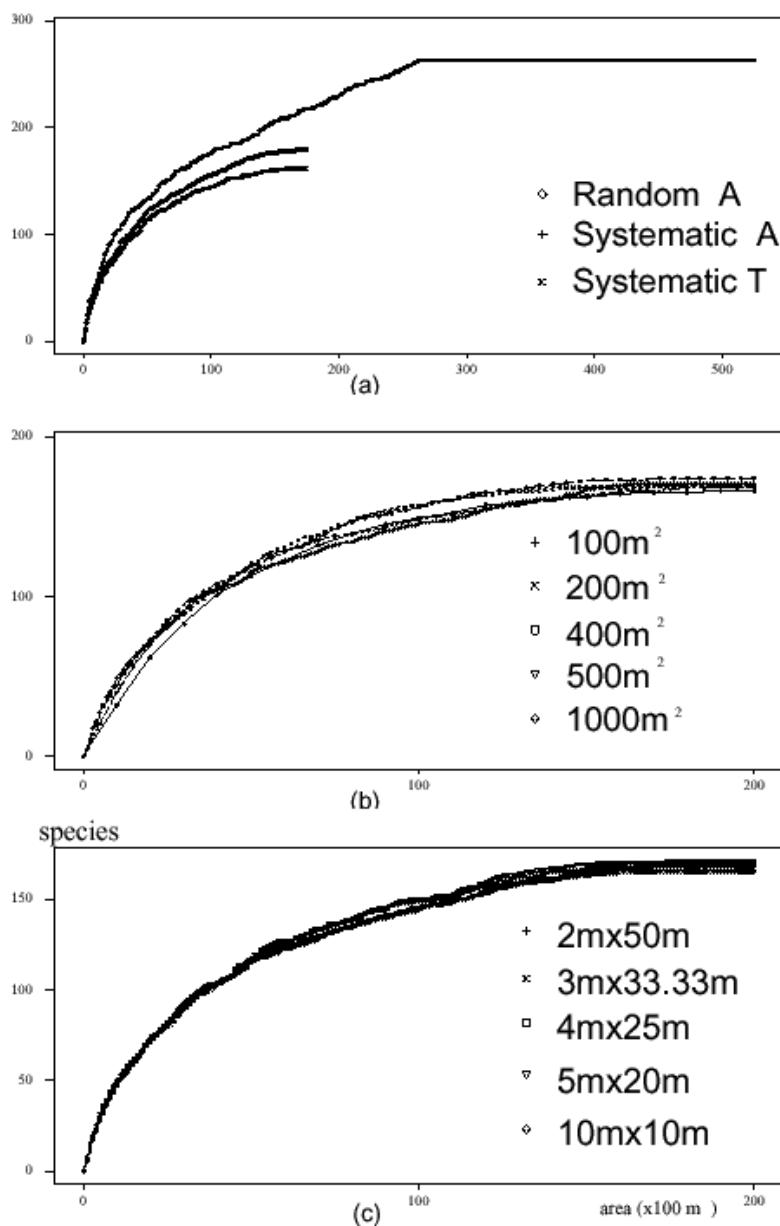 300
200
100
0
Random A
Systematic A
Systematic T
0 100 200 300 400 500
(a)
200
100
0
100m²
200m²
400m²
500m²
1000m²
0 100 200
(b)
species
150
100
50
0
2mx50m
3mx33.33m
4mx25m
5mx20m
10mx10m
0 100 200
(c) area (x100 m )